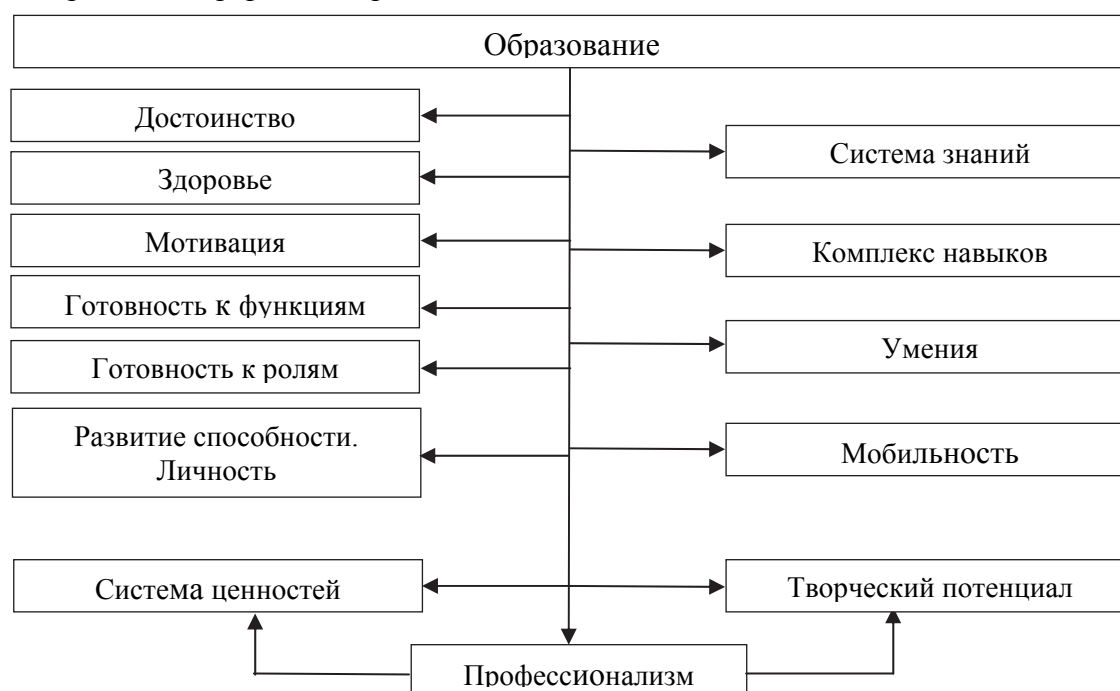 Образование
Достоинство
Система знаний
Здоровье
Мотивация
Комплекс навыков
Готовность к функциям
Умения
Готовность к ролям
Развитие способности.
Личность
Мобильность
Система ценностей
Творческий потенциал
Профессионализм